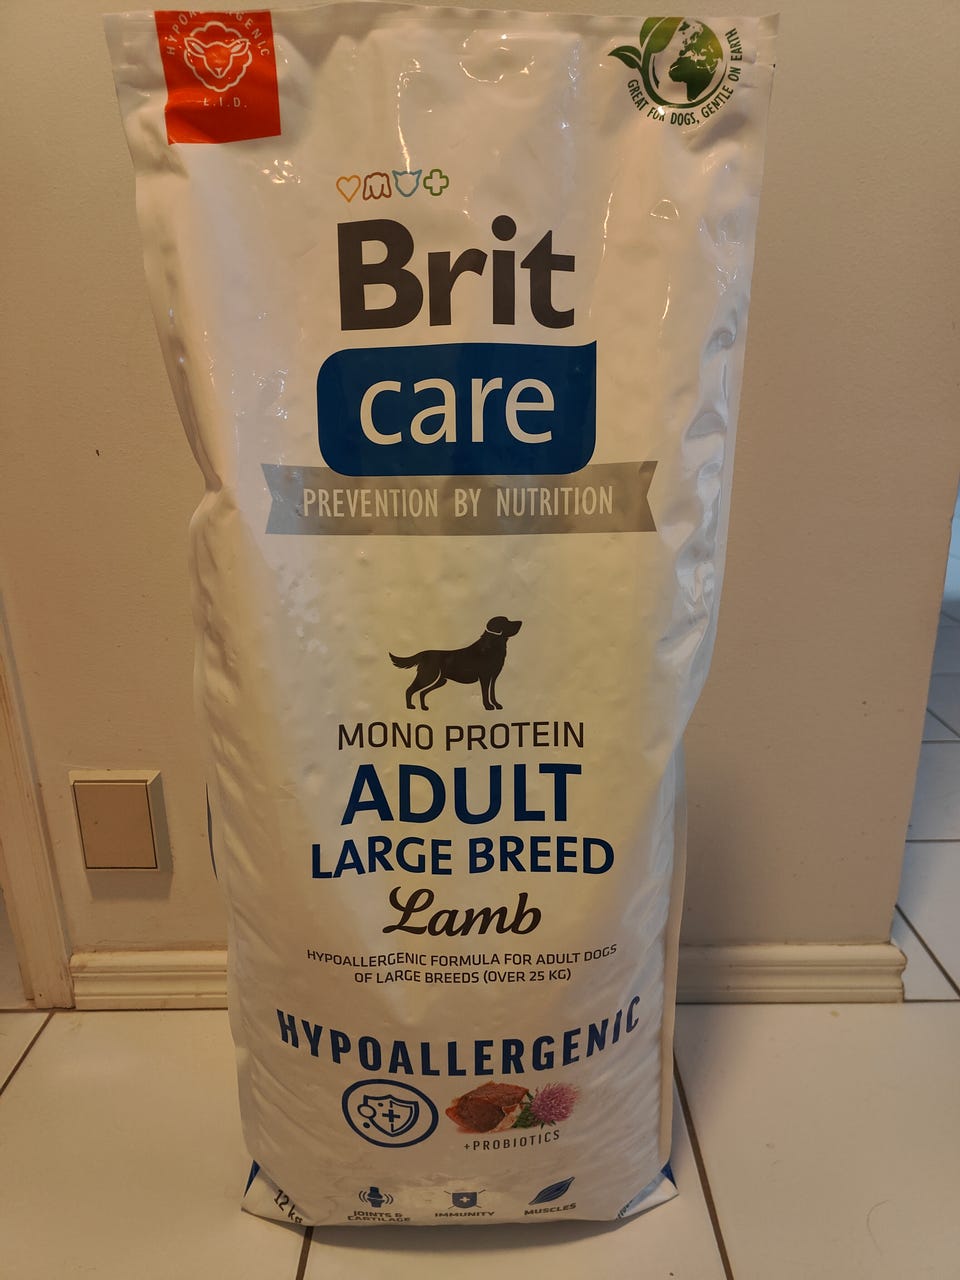 HYPOALLERGENIC
L.I.D.
GREAT FOR DOGS, GENTLE ON EARTH
Brit
care
PREVENTION BY NUTRITION
MONO PROTEIN
ADULT
LARGE BREED
Lamb
HYPOALLERGENIC FORMULA FOR ADULT DOGS
OF LARGE BREEDS (OVER 25 KG)
HYPOALLERGENIC
+PROBIOTICS
12 kg
JOINTS &
CARTILAGE
IMMUNITY
MUSCLES